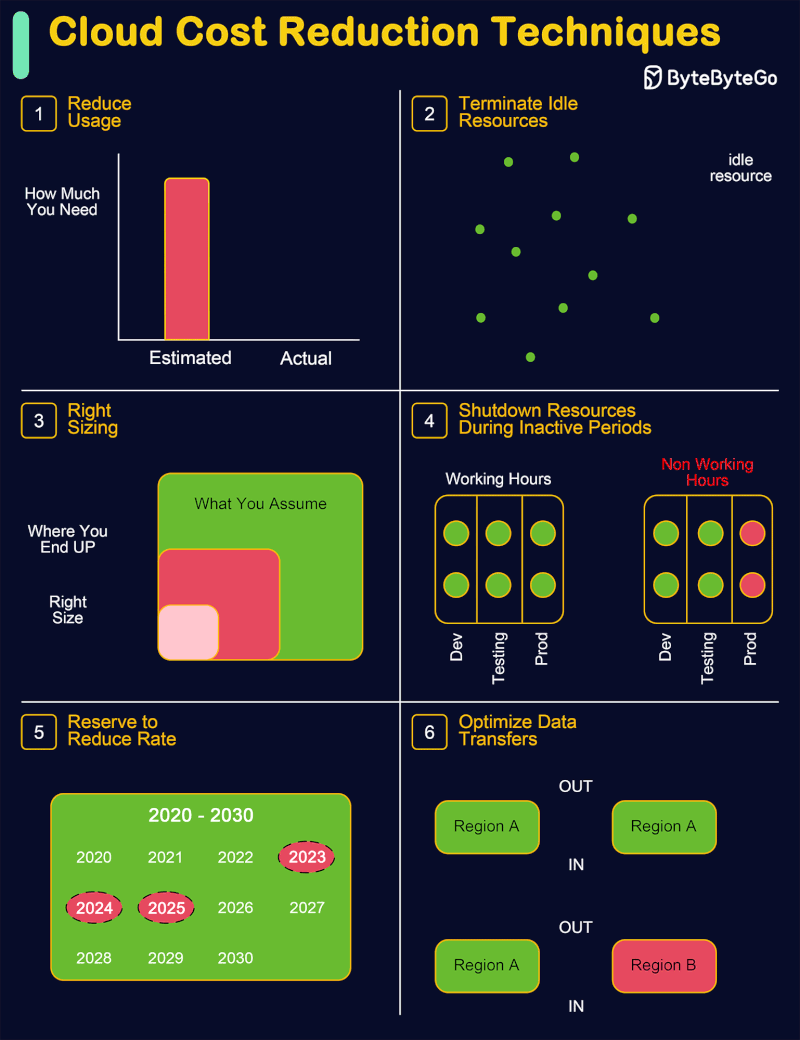 Cloud Cost Reduction Techniques
ByteByteGo
1
Reduce
Usage
How Much
You Need
Estimated
Actual
2
Terminate Idle
Resources
idle
resource
3
Right
Sizing
What You Assume
Where You
End UP
Right
Size
4
Shutdown Resources
During Inactive Periods
Working Hours
Dev
Testing
Prod
Non Working
Hours
Dev
Testing
Prod
5
Reserve to
Reduce Rate
2020 - 2030
2020 2021 2022 2023
2024 2025 2026 2027
2028 2029 2030
6
Optimize Data
Transfers
OUT
Region A
Region A
IN
OUT
Region A
Region B
IN